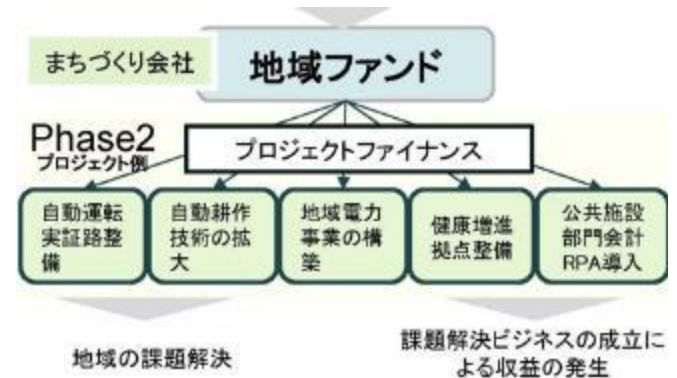 まちづくり会社
地域ファンド
Phase2
プロジェクト例
プロジェクトファイナンス
自動運転
実証路整
備
自動耕作
技術の拡
大
地域電力
事業の構
築
健康増進
拠点整備
公共施設
部門会計
RPA導入
地域の課題解決
課題解決ビジネスの成立に
よる収益の発生